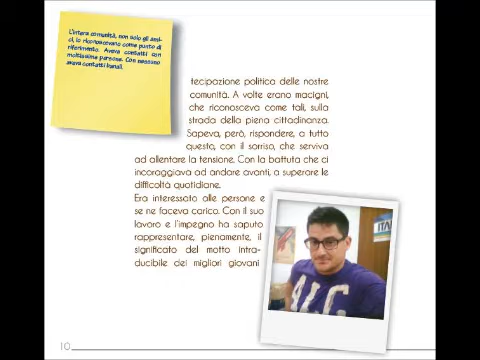 L'intera comunità, non solo gli ami-
ci, lo riconoscevano come punto di
riferimento. Aveva contatti con
moltissime persone. Con nessuno
aveva contatti banali.
tecipazione politica delle nostre
comunità. A volte erano macigni,
che riconosceva come tali, sulla
strada della piena cittadinanza.
Sapeva, però, rispondere, a tutto
questo, con il sorriso, che serviva
ad allentare la tensione. Con la battuta che ci
incoraggiava ad andare avanti, a superare le
difficoltà quotidiane.
Era interessato alle persone e
se ne faceva carico. Con il suo
lavoro e l'impegno ha saputo
rappresentare, pienamente, il
significato del motto intra-
ducibile dei migliori giovani
ITAL
10